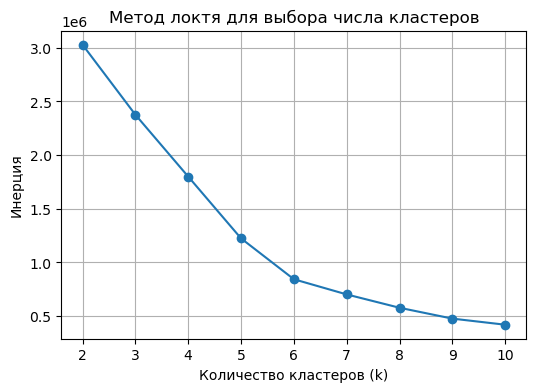 Метод локтя для выбора числа кластеров
1e6
3.0
2.5
2.0
1.5
1.0
0.5
Инерция
2 3 4 5 6 7 8 9 10
Количество кластеров (k)